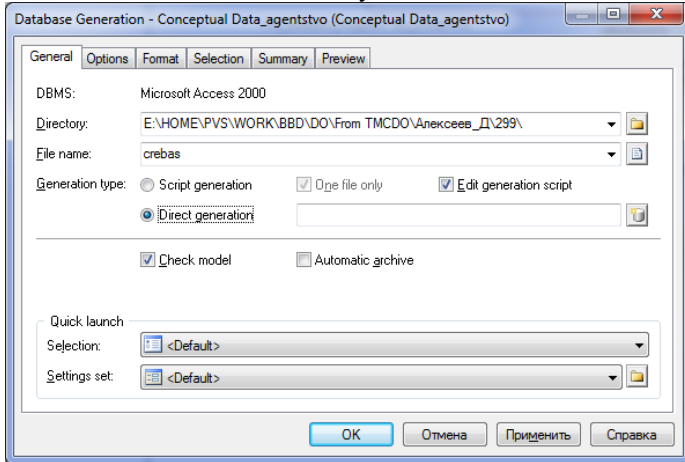 Database Generation - Conceptual Data_agentstvo (Conceptual Data_agentstvo)
General Options Format Selection Summary Preview
DBMS: Microsoft Access 2000
Directory: E:\HOME\PVS\WORK\BBD\DO\From TMCDO\Алексеев_Д\299\
File name: crebas
Generation type: Script generation One file only Edit generation script
Direct generation
Check model Automatic archive
Quick launch
Selection: <Default>
Settings set: <Default>
OK Отмена Применить Справка